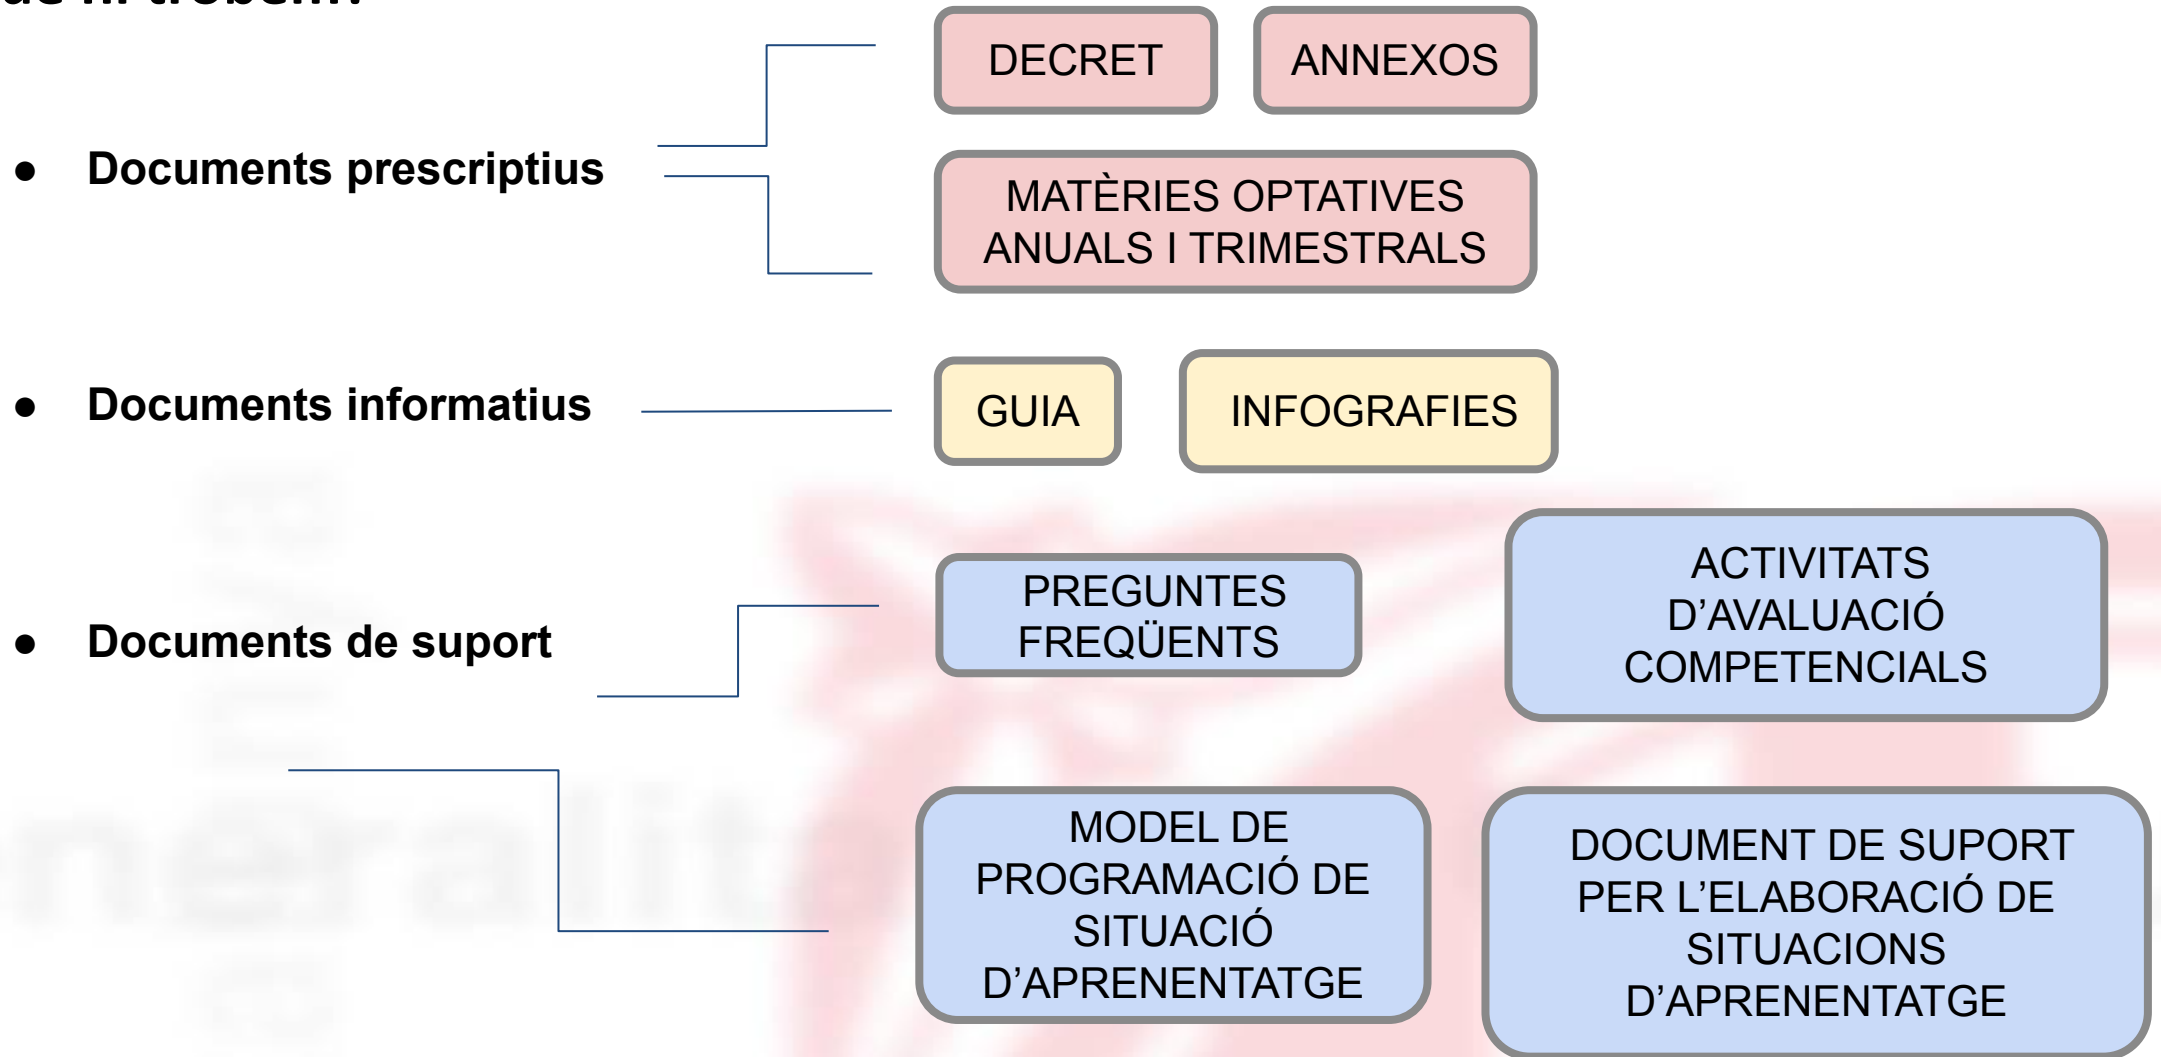 DECRET
ANNEXOS
Documents prescriptius
MATÈRIES OPTATIVES
ANUALS I TRIMESTRALS
Documents informatius
GUIA
INFOGRAFIES
Documents de suport
PREGUNTES
FREQÜENTS
ACTIVITATS
D’AVALUACIÓ
COMPETENCIALS
MODEL DE
PROGRAMACIÓ DE
SITUACIÓ
D’APRENENTATGE
DOCUMENT DE SUPORT
PER L’ELABORACIÓ DE
SITUACIONS
D’APRENENTATGE